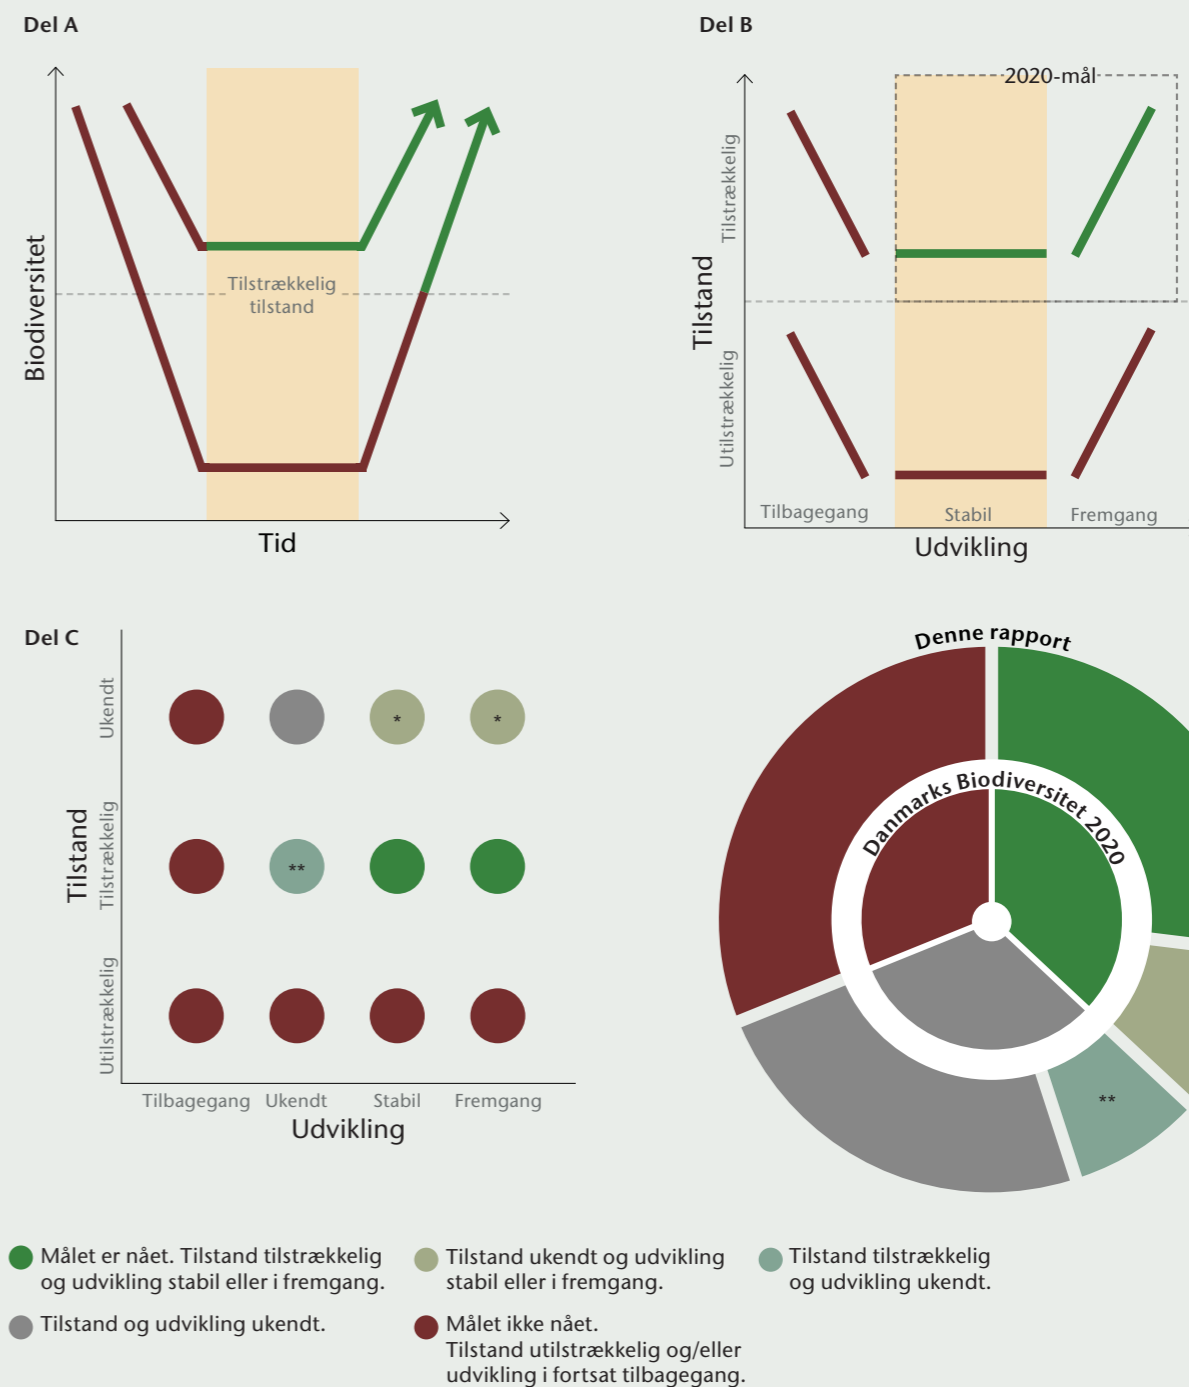 Del A
Biodiversitet
Tilstrækkelig
tilstand
Tid
Del B
2020-mål
Tilstand
Tilstrækkelig
Utilstrækkelig
Tilbagegang
Stabil
Fremgang
Udvikling
Del C
Tilstand
Ukendt
Tilstrækkelig
Utilstrækkelig
*
*
**
Tilbagegang
Ukendt
Stabil
Fremgang
Udvikling
Denne rapport
Danmarks Biodiversitet 2020
**
Målet er nået. Tilstand tilstrækkelig
og udvikling stabil eller i fremgang.
Tilstand ukendt og udvikling
stabil eller i fremgang.
Tilstand tilstrækkelig
og udvikling ukendt.
Tilstand og udvikling ukendt.
Målet ikke nået.
Tilstand utilstrækkelig og/eller
udvikling i fortsat tilbagegang.